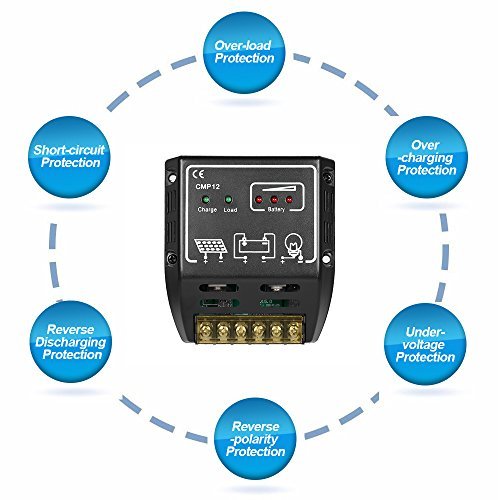 Over-load
Protection
Short-circuit
Protection
Over
-charging
Protection
CE
CMP12
Charge
Load
Battery
+
-
+
-
+
-
Reverse
Discharging
Protection
Under-
voltage
Protection
Reverse
-polarity
Protection